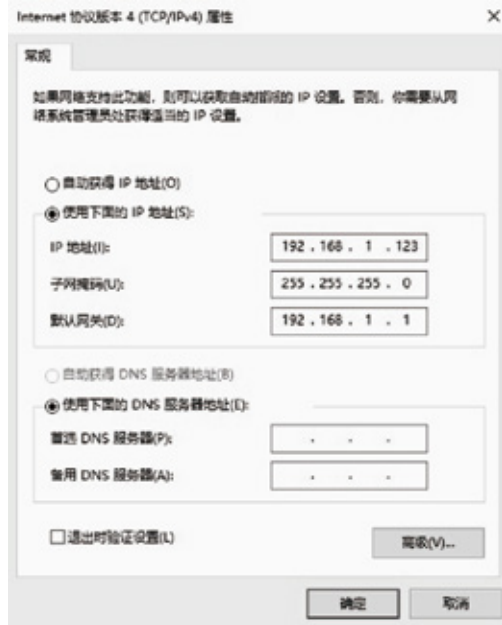 Internet 协议版本 4 (TCP/IPv4) 属性
常规
如果网络支持此功能，则可以获取自动指派的 IP 设置。否则，你需要从网
络系统管理员处获得适当的 IP 设置。
自动获得 IP 地址(O)
使用下面的 IP 地址(S):
IP 地址(I): 192 . 168 . 1 . 123
子网掩码(U): 255 . 255 . 255 . 0
默认网关(D): 192 . 168 . 1 . 1
自动获得 DNS 服务器地址(B)
使用下面的 DNS 服务器地址(E):
首选 DNS 服务器(P): . . .
备用 DNS 服务器(A): . . .
退出时验证设置(L)
高级(V)...
确定 取消